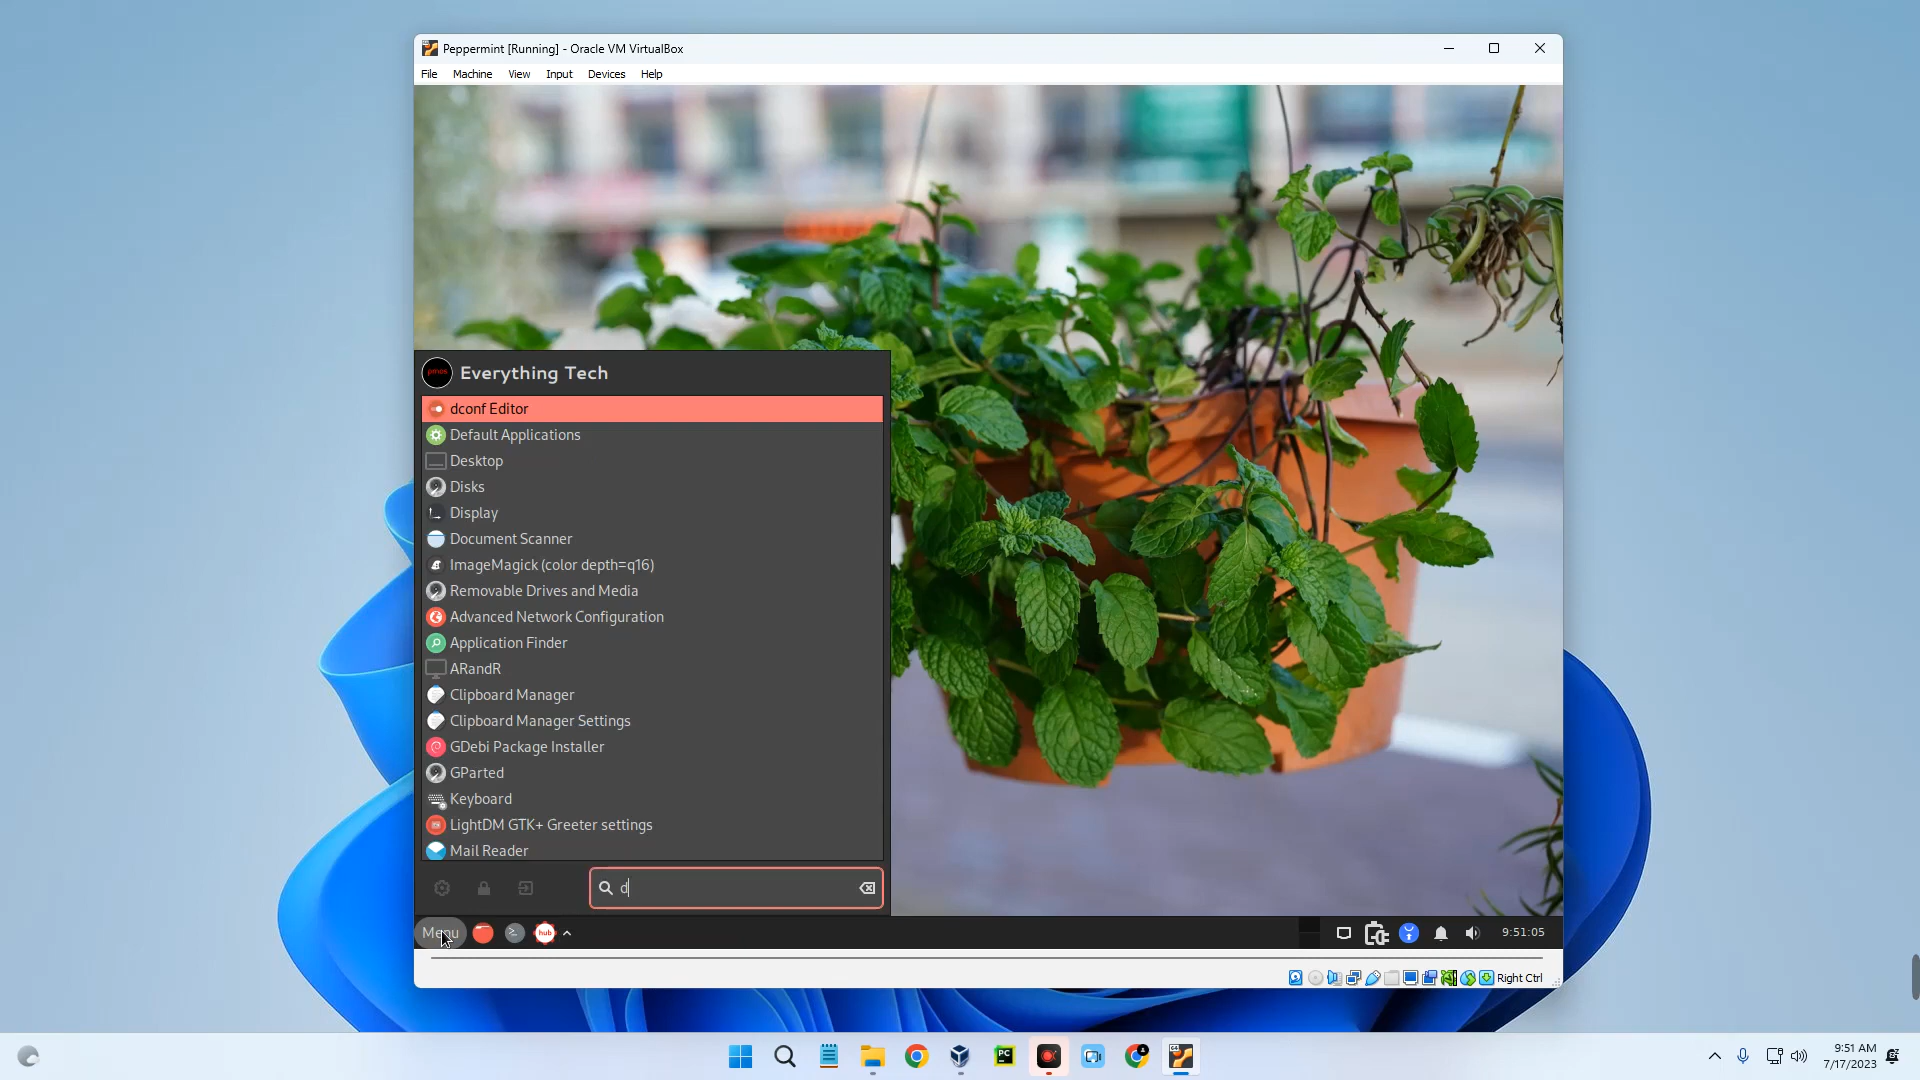 Peppermint [Running] - Oracle VM VirtualBox
File Machine View Input Devices Help
Everything Tech
dconf Editor
Default Applications
Desktop
Disks
Display
Document Scanner
ImageMagick (color depth=q16)
Removable Drives and Media
Advanced Network Configuration
Application Finder
ARandR
Clipboard Manager
Clipboard Manager Settings
GDebi Package Installer
GParted
Keyboard
LightDM GTK+ Greeter settings
Mail Reader
d
Menu
hub
9:51:05
Right Ctrl
PC
9:51 AM
7/17/2023